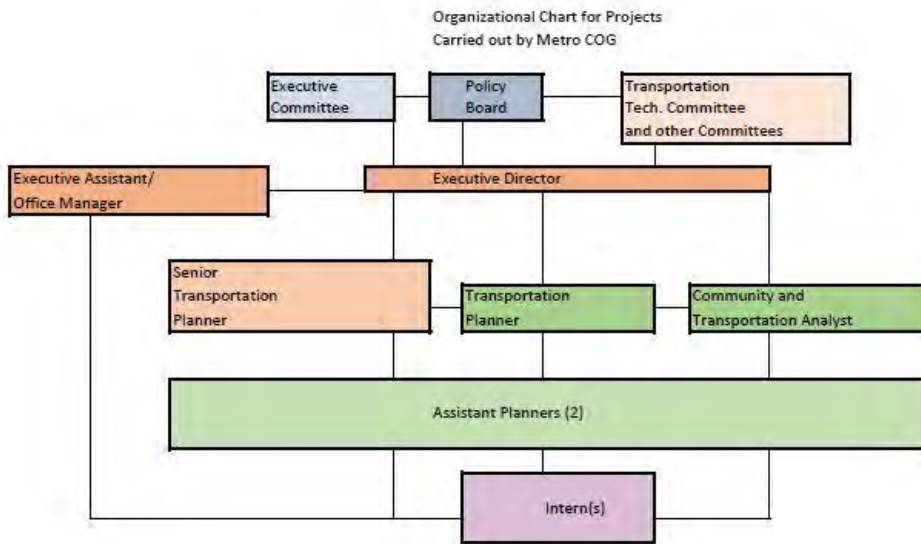 Organizational Chart for Projects
Carried out by Metro COG
Executive
Committee
Policy
Board
Transportation
Tech. Committee
and other Committees
Executive Assistant/
Office Manager
Executive Director
Senior
Transportation
Planner
Transportation
Planner
Community and
Transportation Analyst
Assistant Planners (2)
Intern(s)